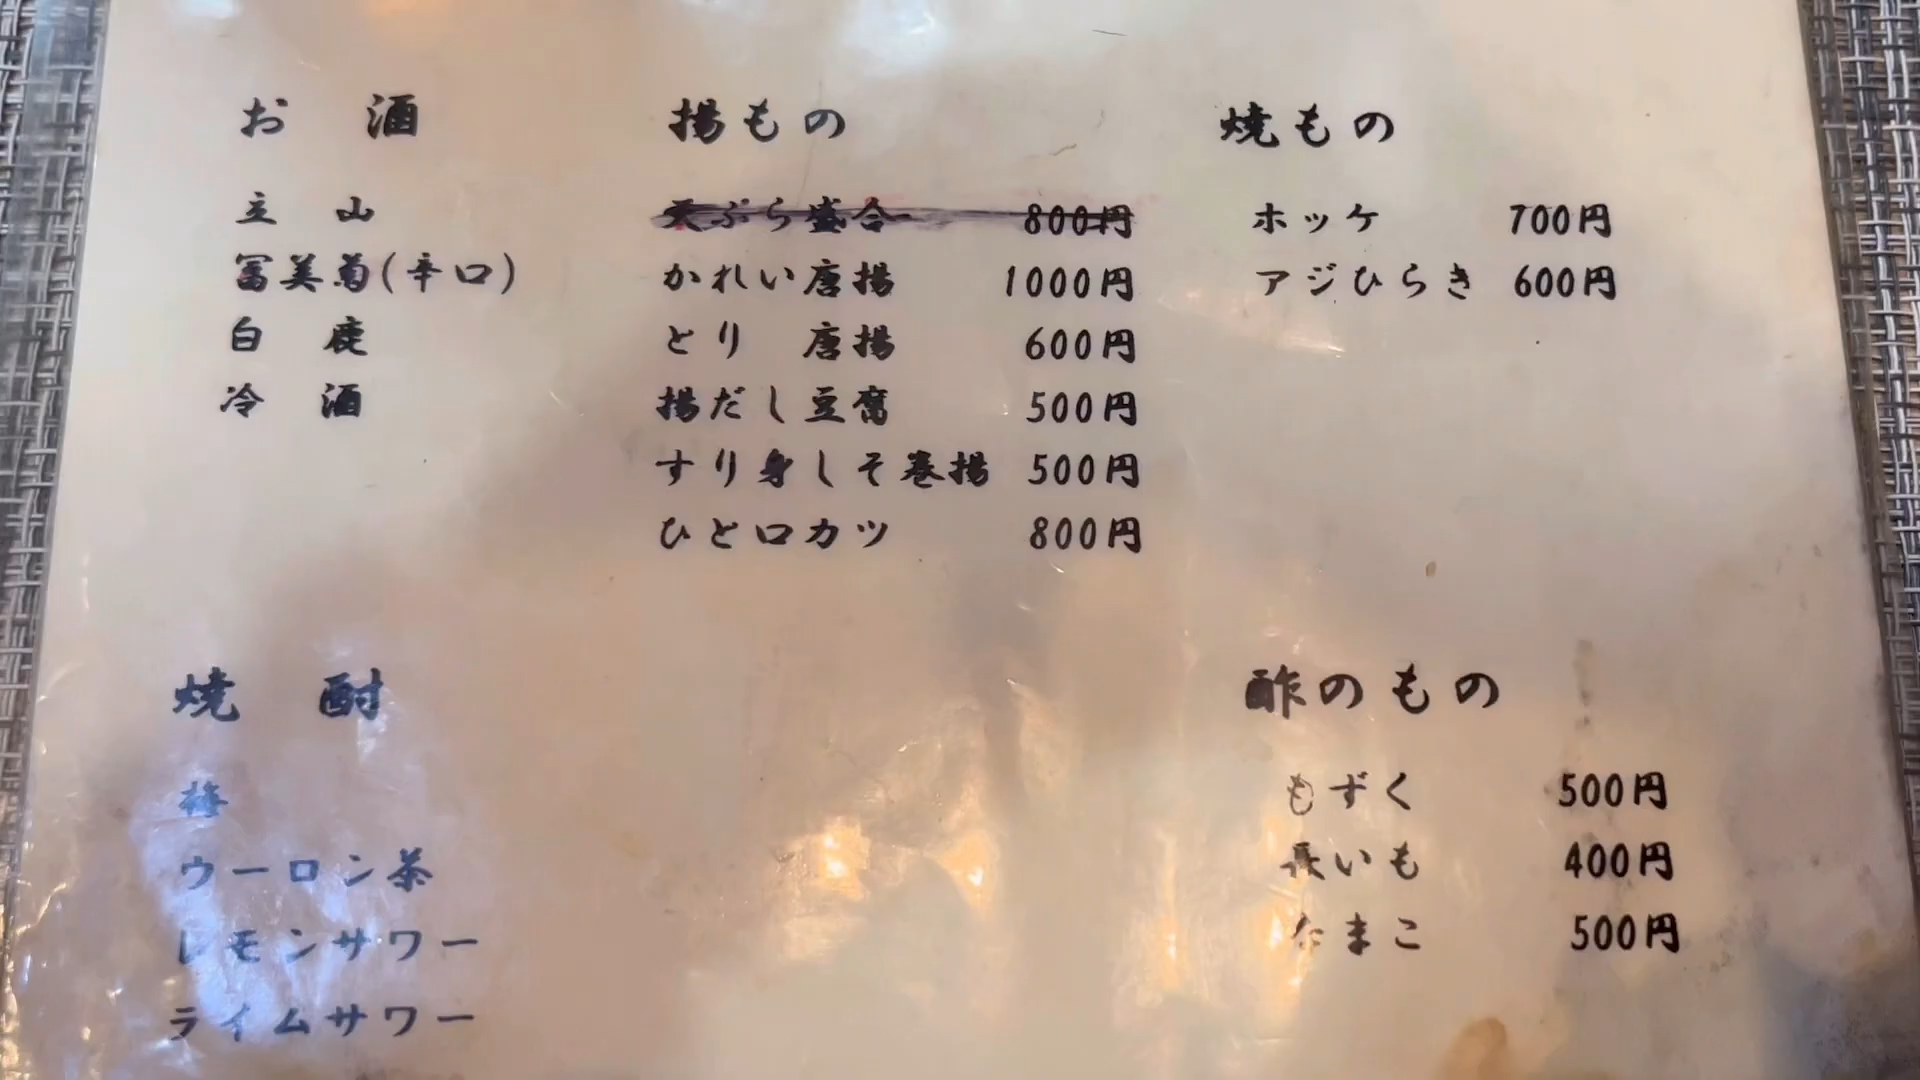 お 酒
立 山
冨美菊(辛口)
白 鹿
冷 酒
揚もの
天ぷら盛合 800円
かれい唐揚 1000円
とり 唐揚 600円
揚だし豆腐 500円
すり身しそ巻揚 500円
ひと口カツ 800円
焼もの
ホッケ 700円
アジひらき 600円
焼 酎
梅
ウーロン茶
レモンサワー
ライムサワー
酢のもの
もずく 500円
長いも 400円
なまこ 500円